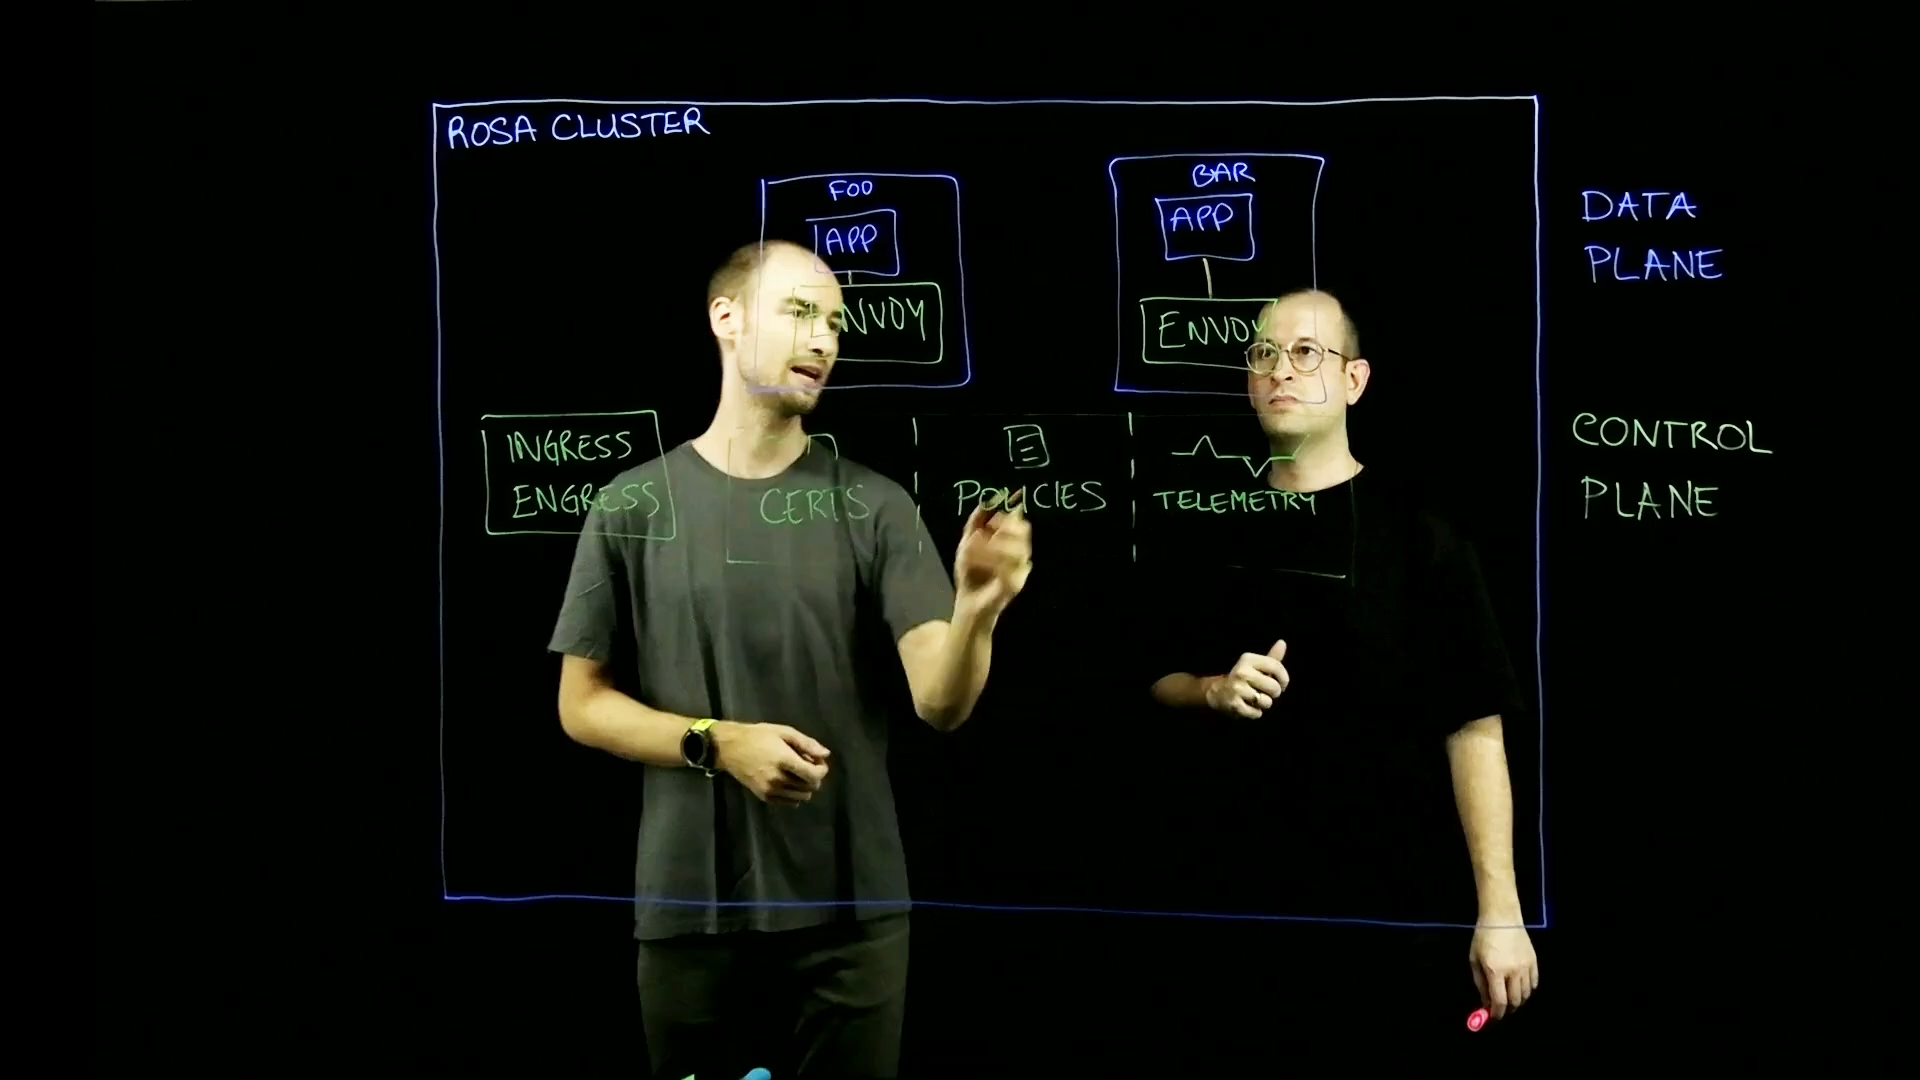 ROSA CLUSTER
FOO
APP
ENVOY
BAR
APP
ENVOY
DATA
PLANE
INGRESS
ENGRESS
CERTS
POLICIES
TELEMETRY
CONTROL
PLANE